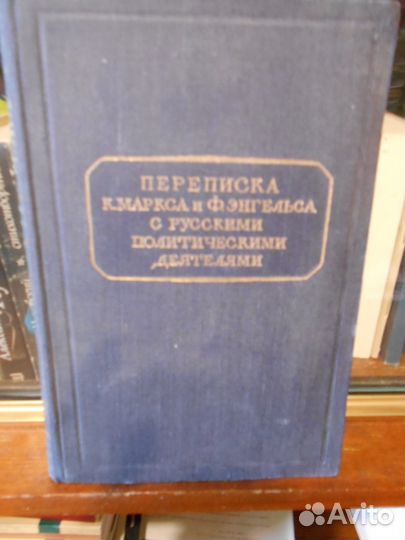 ПЕРЕПИСКА
К.МАРКСА и Ф.ЭНГЕЛЬСА
С РУССКИМИ
ПОЛИТИЧЕСКИМИ
ДЕЯТЕЛЯМИ
Avito